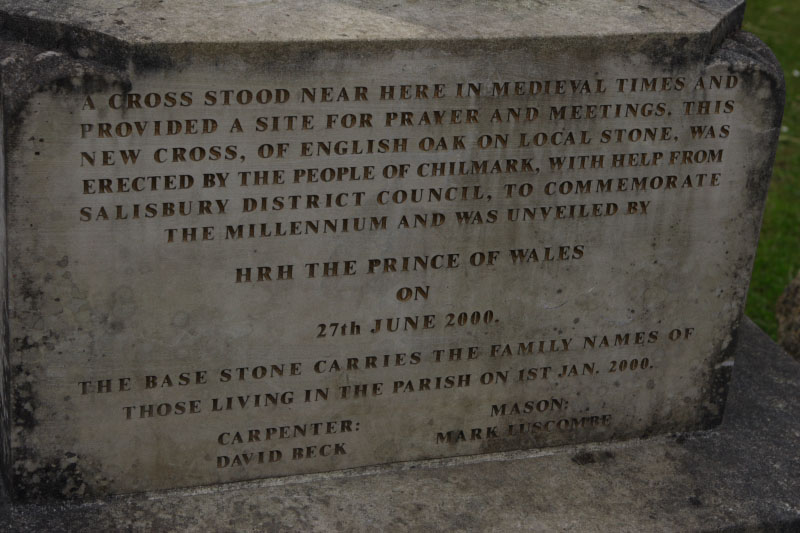 A CROSS STOOD NEAR HERE IN MEDIEVAL TIMES AND
PROVIDED A SITE FOR PRAYER AND MEETINGS. THIS
NEW CROSS, OF ENGLISH OAK ON LOCAL STONE, WAS
ERECTED BY THE PEOPLE OF CHILMARK, WITH HELP FROM
SALISBURY DISTRICT COUNCIL, TO COMMEMORATE
THE MILLENNIUM AND WAS UNVEILED BY
HRH THE PRINCE OF WALES
ON
27th JUNE 2000.
THE BASE STONE CARRIES THE FAMILY NAMES OF
THOSE LIVING IN THE PARISH ON 1ST JAN. 2000.
CARPENTER: MASON:
DAVID BECK MARK LUSCOMBE